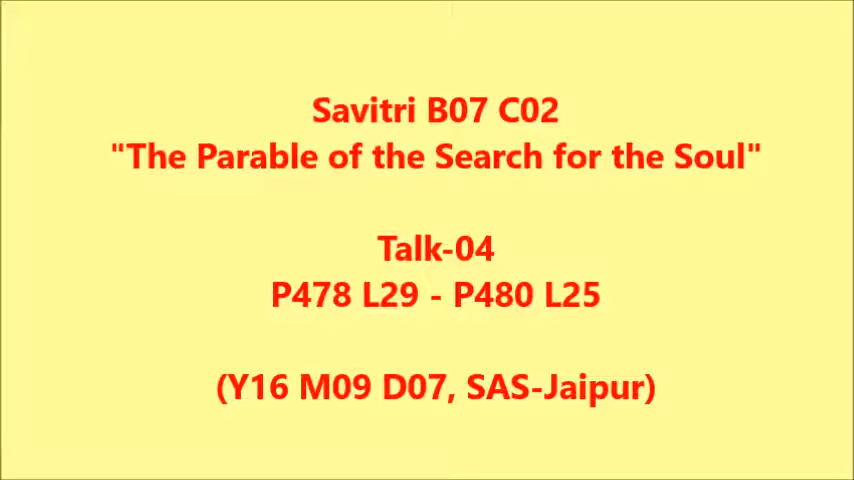 Savitri B07 C02
"The Parable of the Search for the Soul"
Talk-04
P478 L29 - P480 L25
(Y16 M09 D07, SAS-Jaipur)